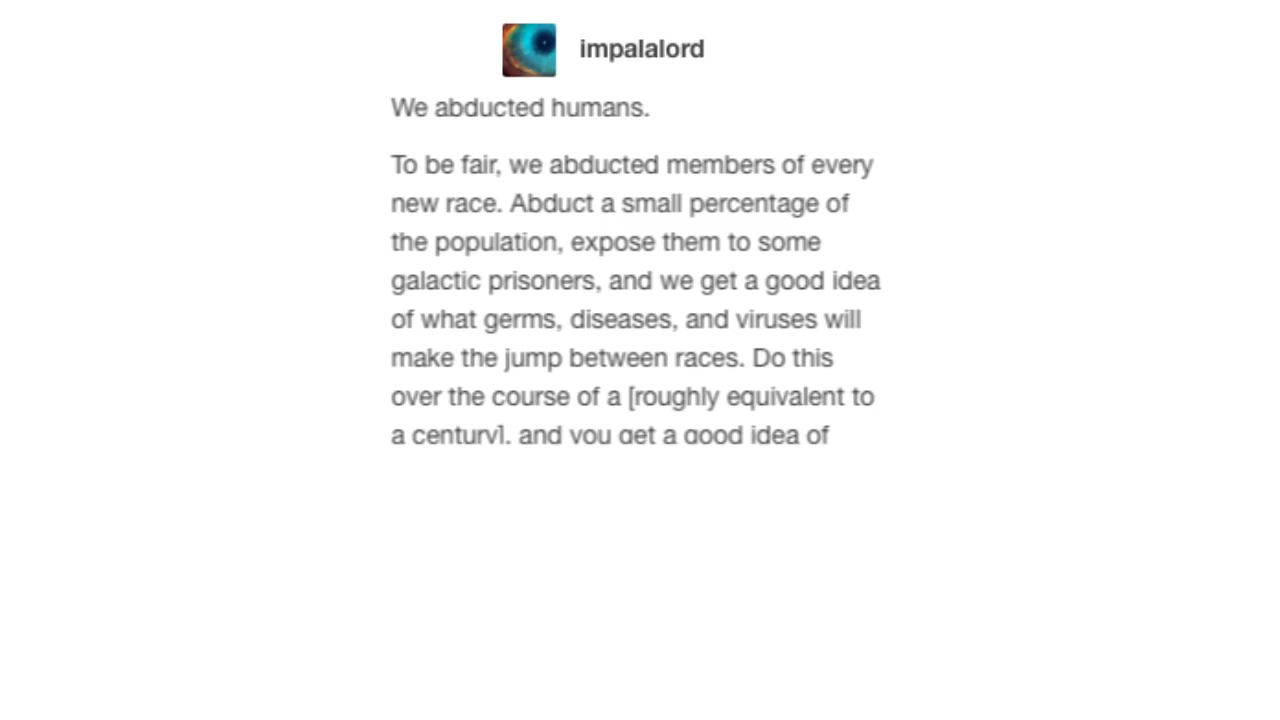 impalalord
We abducted humans.
To be fair, we abducted members of every
new race. Abduct a small percentage of
the population, expose them to some
galactic prisoners, and we get a good idea
of what germs, diseases, and viruses will
make the jump between races. Do this
over the course of a [roughly equivalent to
a century], and you get a good idea of